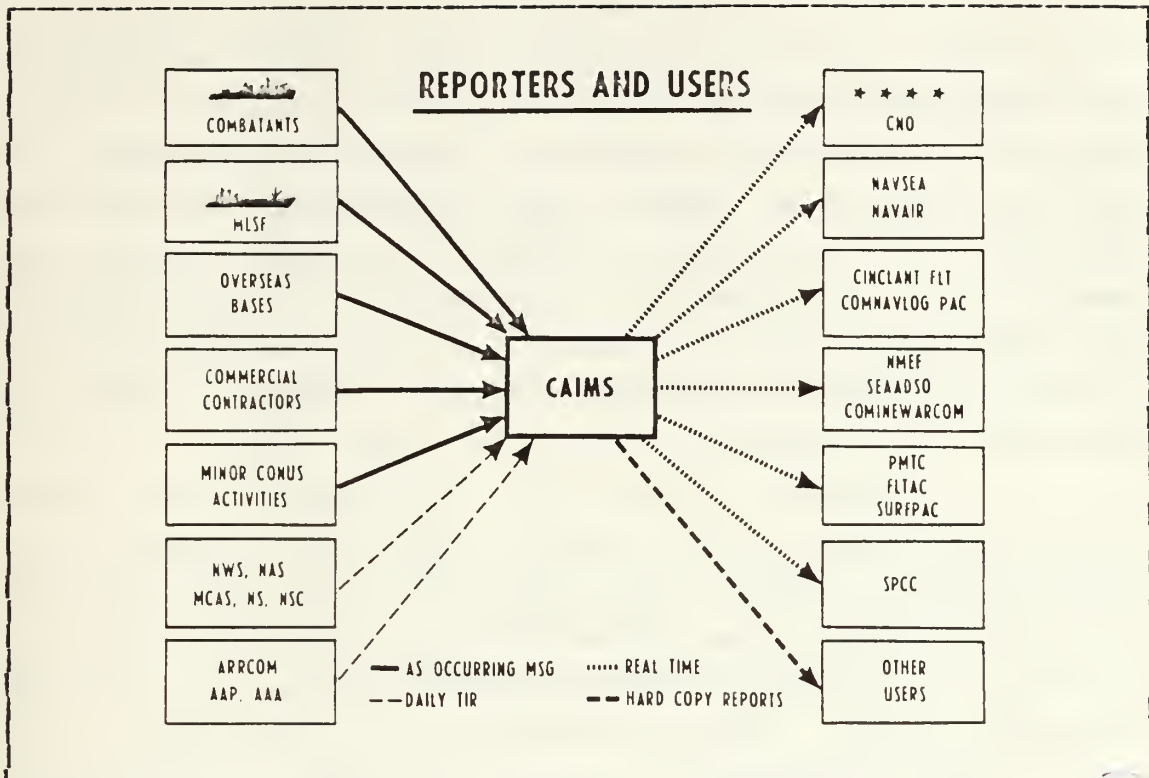 REPORTERS AND USERS
COMBATANTS
MLSF
OVERSEAS
BASES
COMMERCIAL
CONTRACTORS
MINOR CONUS
ACTIVITIES
NWS, NAS
MCAS, NS, NSC
ARRCOM
AAP, AAA
CAIMS
* * * *
CNO
NAVSEA
NAVAIR
CINCLANT FLT
COMNAVLOG PAC
NMEF
SEAADSO
COMINEWARCOM
PMTC
FLTAC
SURFPAC
SPCC
OTHER
USERS
AS OCCURRING MSG
REAL TIME
DAILY TIR
HARD COPY REPORTS